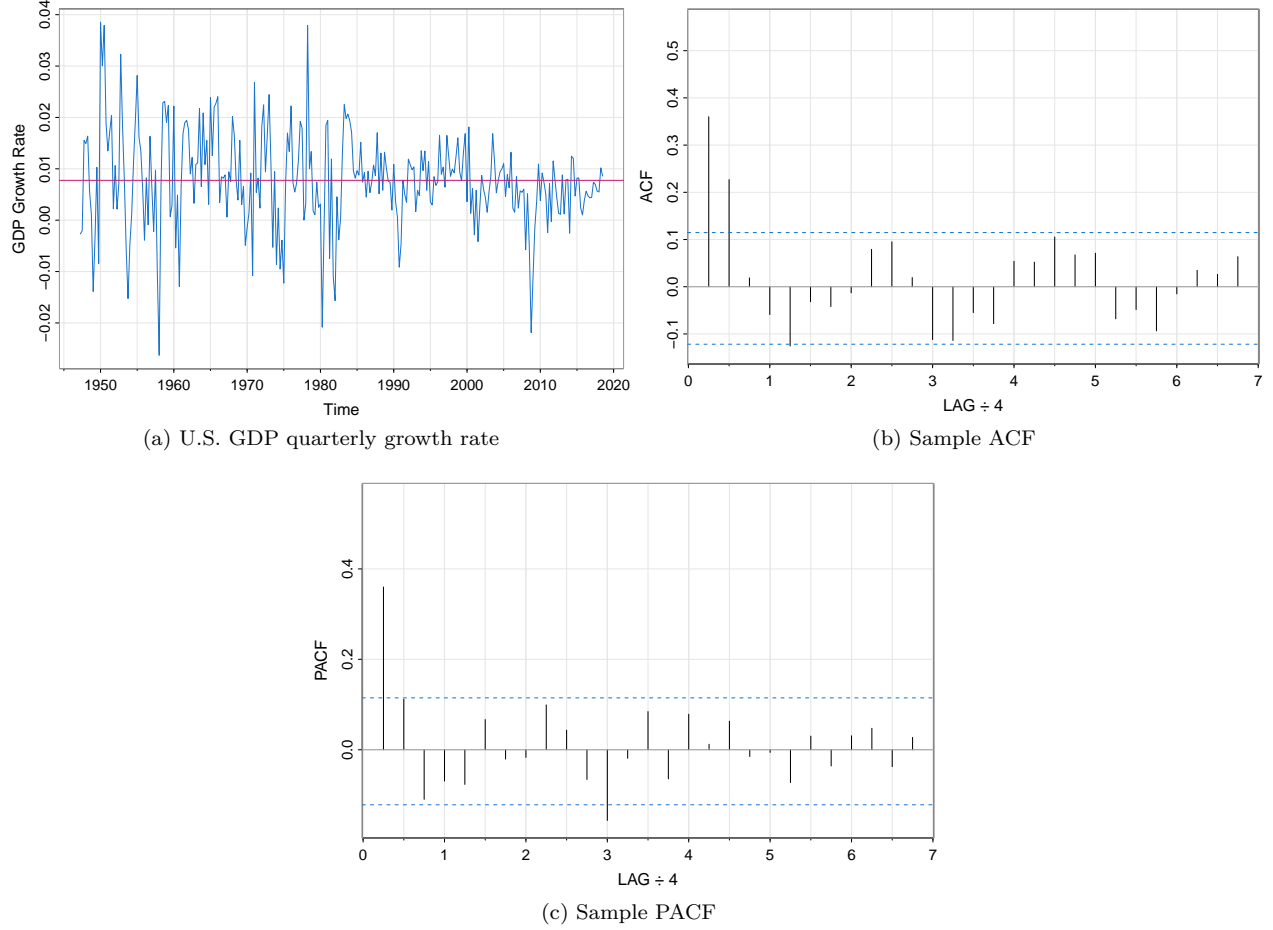 GDP Growth Rate
0.04
0.03
0.02
0.01
0.00
−0.01
−0.02
1950 1960 1970 1980 1990 2000 2010 2020
Time
(a) U.S. GDP quarterly growth rate
ACF
0.5
0.4
0.3
0.2
0.1
0.0
−0.1
0 1 2 3 4 5 6 7
LAG ÷ 4
(b) Sample ACF
PACF
0.4
0.2
0.0
0 1 2 3 4 5 6 7
LAG ÷ 4
(c) Sample PACF